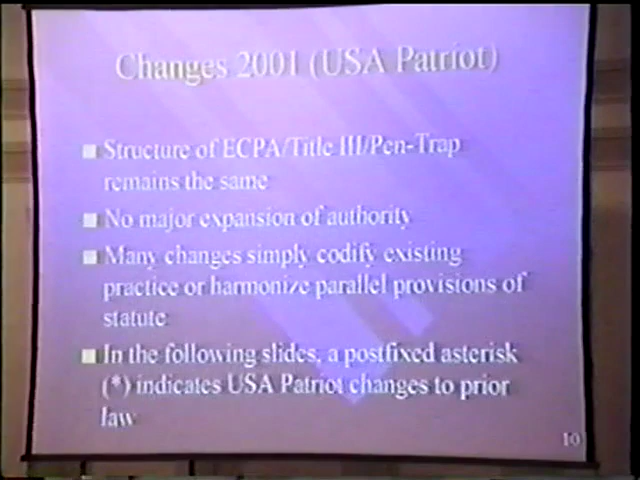 Changes 2001 (USA Patriot)
Structure of ECPA/Title III/Pen-Trap
remains the same
No major expansion of authority
Many changes simply codify existing
practice or harmonize parallel provisions of
statute
In the following slides, a postfixed asterisk
(*) indicates USA Patriot changes to prior
law
10